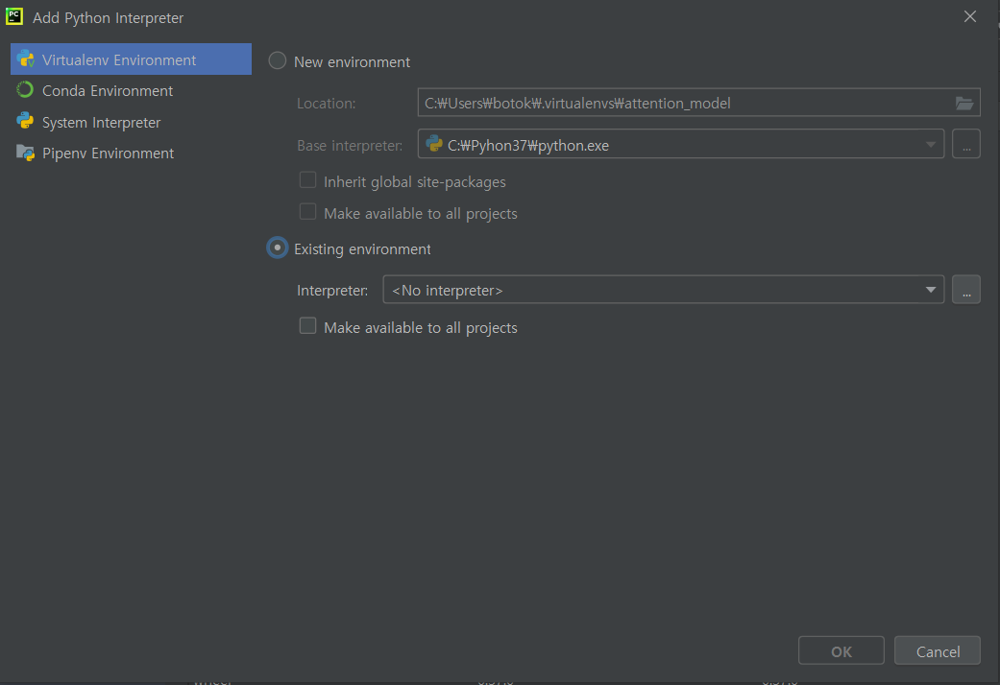 Add Python Interpreter
Virtualenv Environment
Conda Environment
System Interpreter
Pipenv Environment
New environment
Location: C:₩Users₩botok₩.virtualenvs₩attention_model
Base interpreter: C:₩Pyhon37₩python.exe ...
Inherit global site-packages
Make available to all projects
Existing environment
Interpreter: <No interpreter> ...
Make available to all projects
OK Cancel